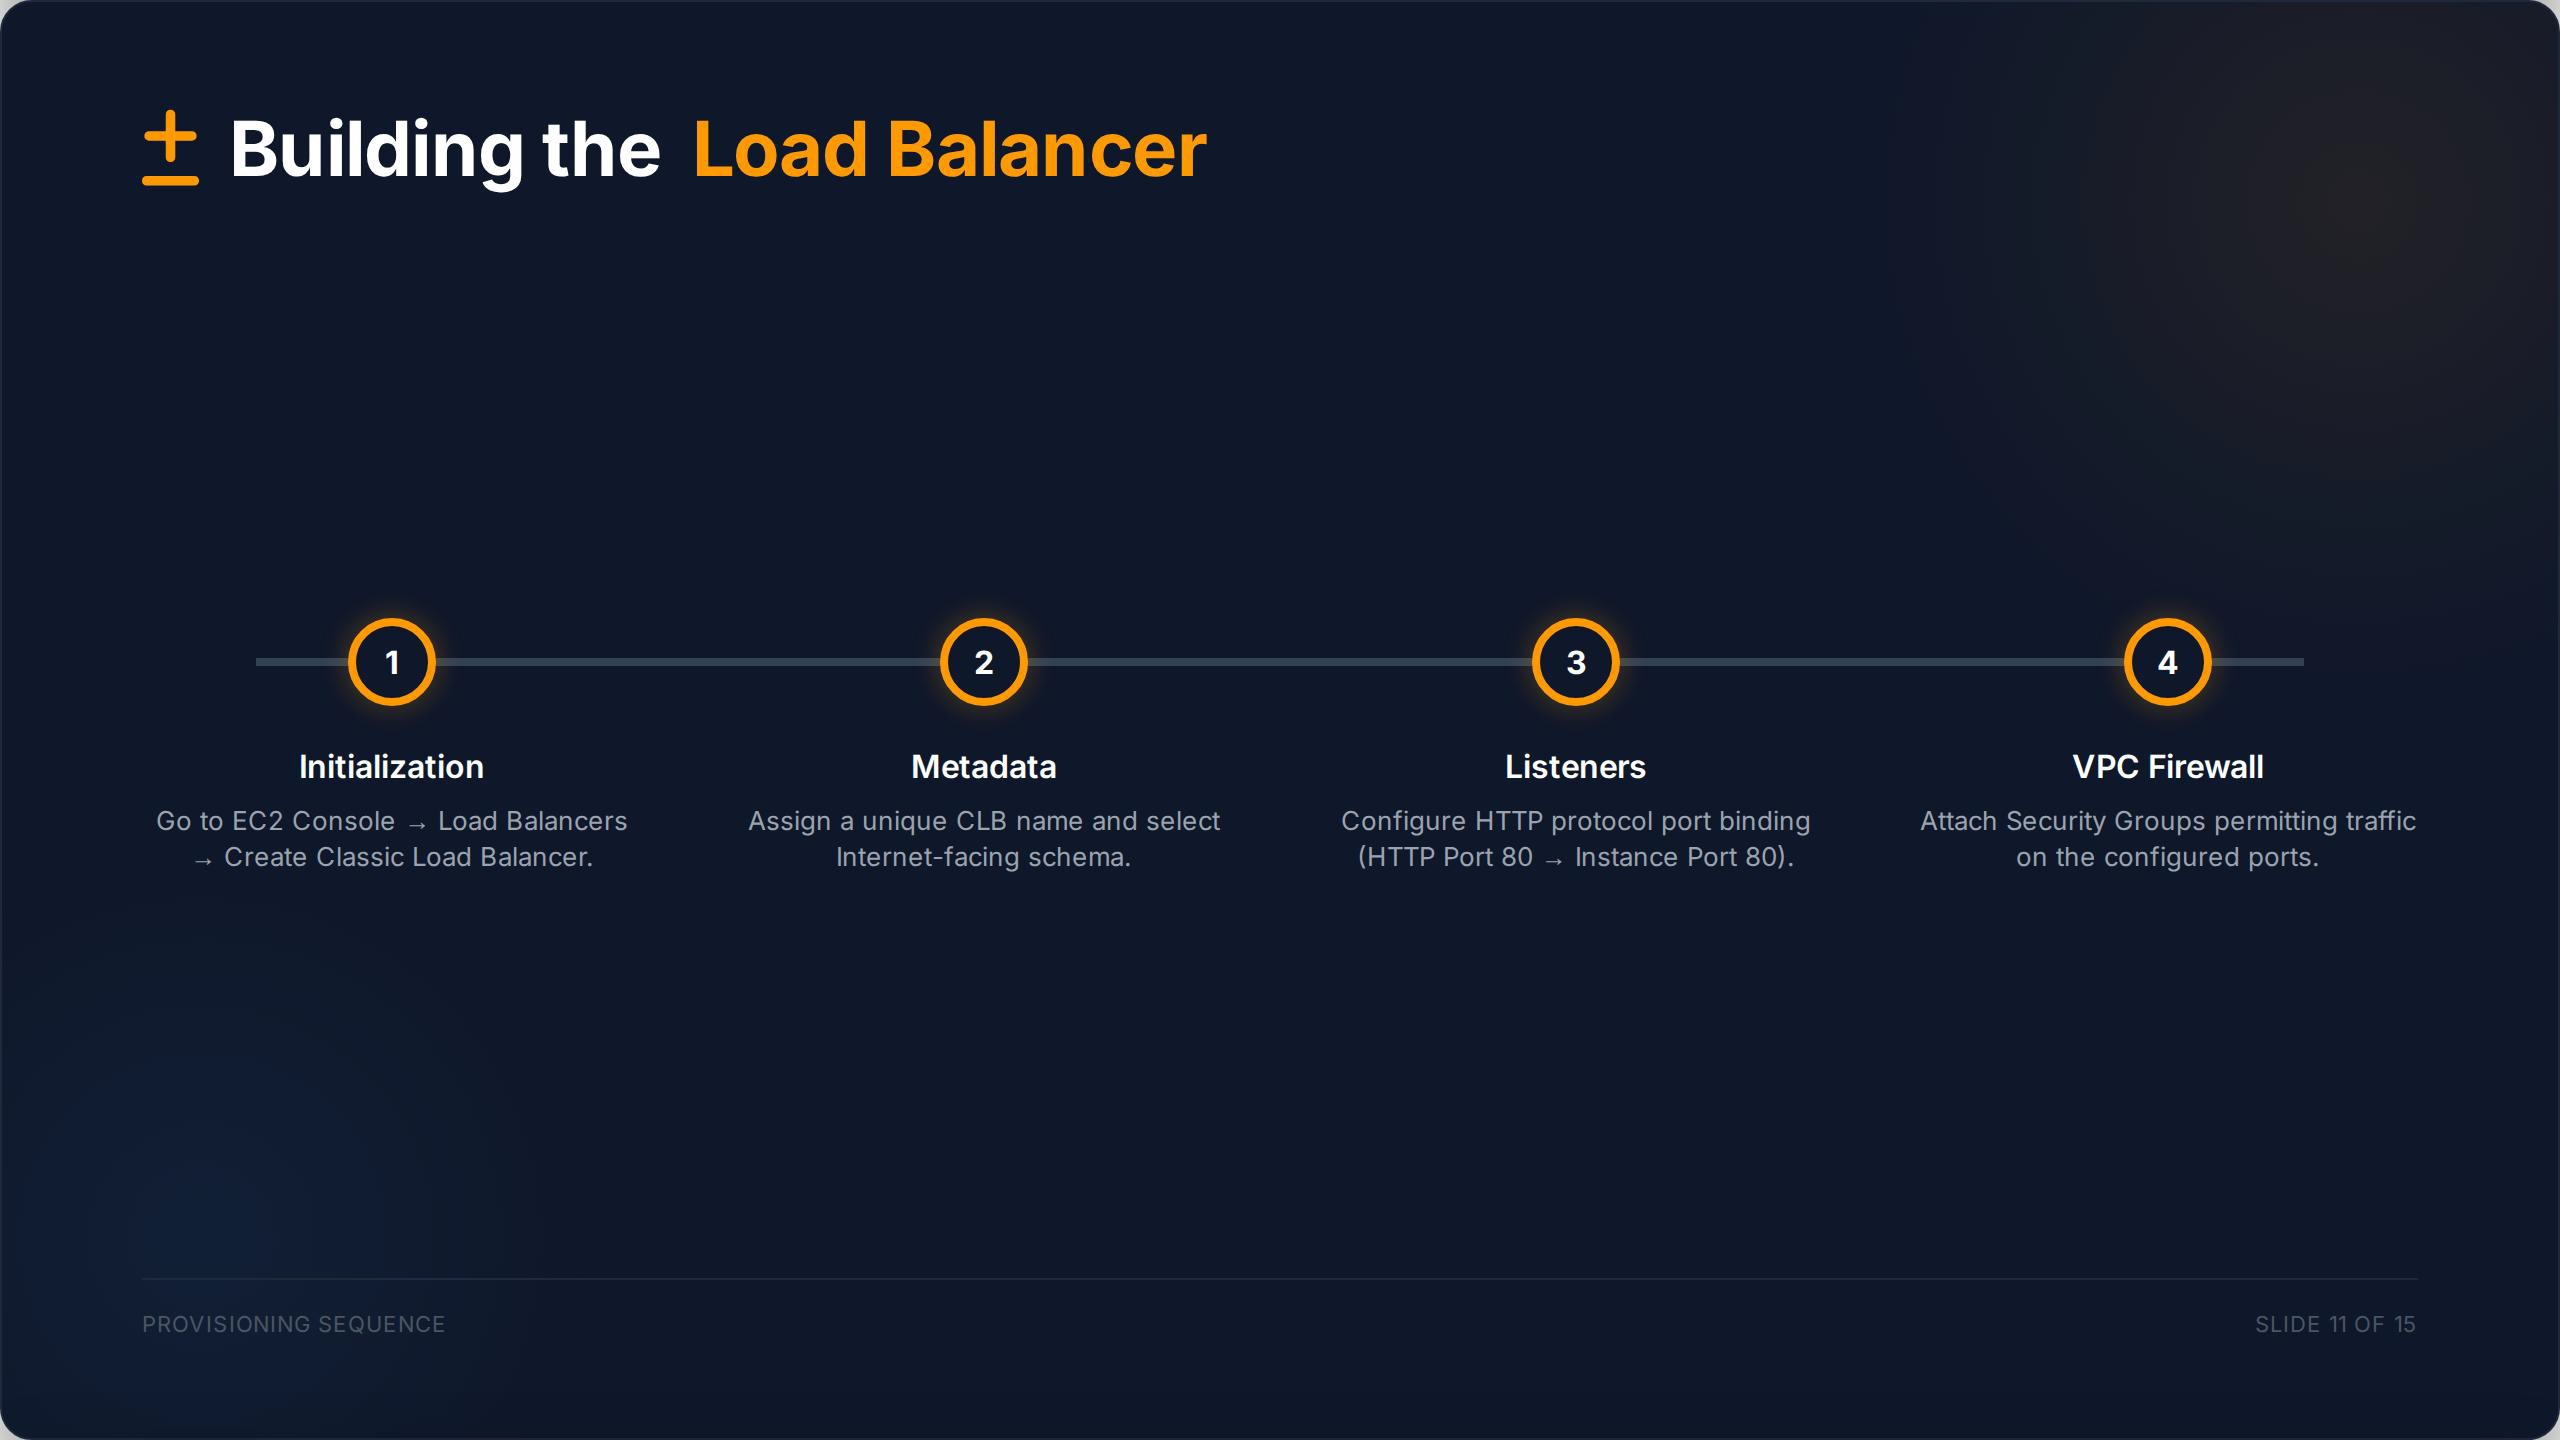 Building the Load Balancer
1
2
3
4
Initialization
Go to EC2 Console → Load Balancers
→ Create Classic Load Balancer.
Metadata
Assign a unique CLB name and select
Internet-facing schema.
Listeners
Configure HTTP protocol port binding
(HTTP Port 80 → Instance Port 80).
VPC Firewall
Attach Security Groups permitting traffic
on the configured ports.
PROVISIONING SEQUENCE
SLIDE 11 OF 15